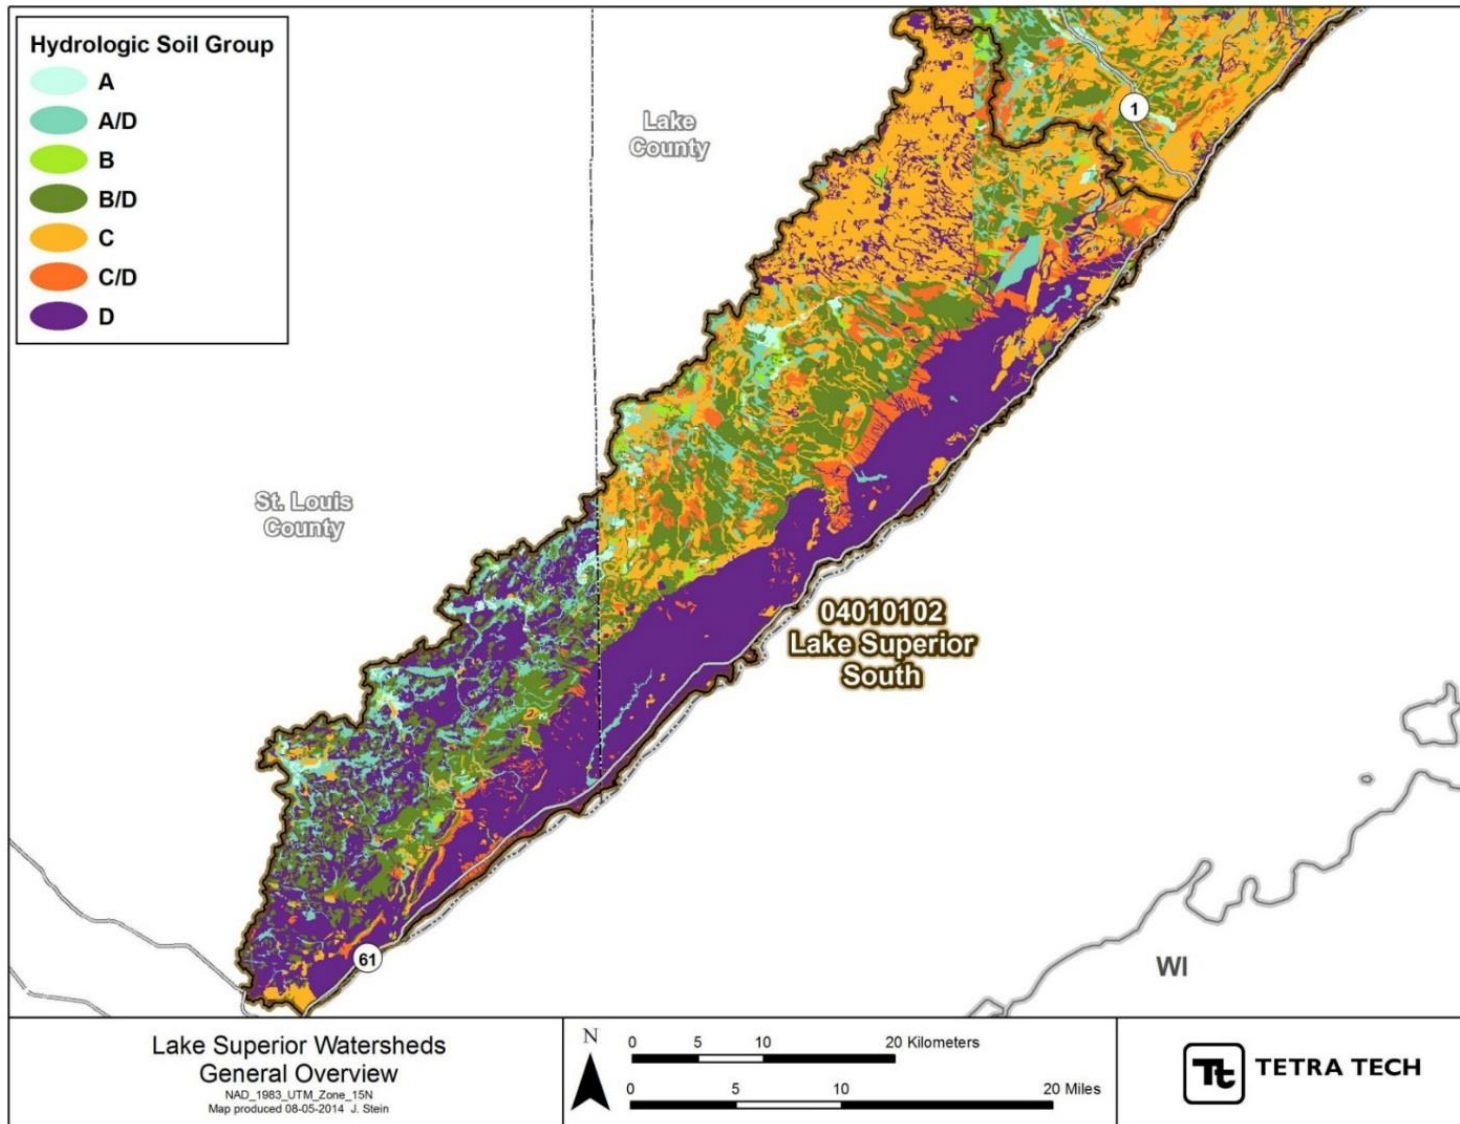 Hydrologic Soil Group
A
A/D
B
B/D
C
C/D
D
Lake
County
1
St. Louis
County
04010102
Lake Superior
South
61
WI
Lake Superior Watersheds
General Overview
NAD_1983_UTM_Zone_15N
Map produced 08-05-2014 J. Stein
N
0 5 10 20 Kilometers
0 5 10 20 Miles
Tt TETRA TECH